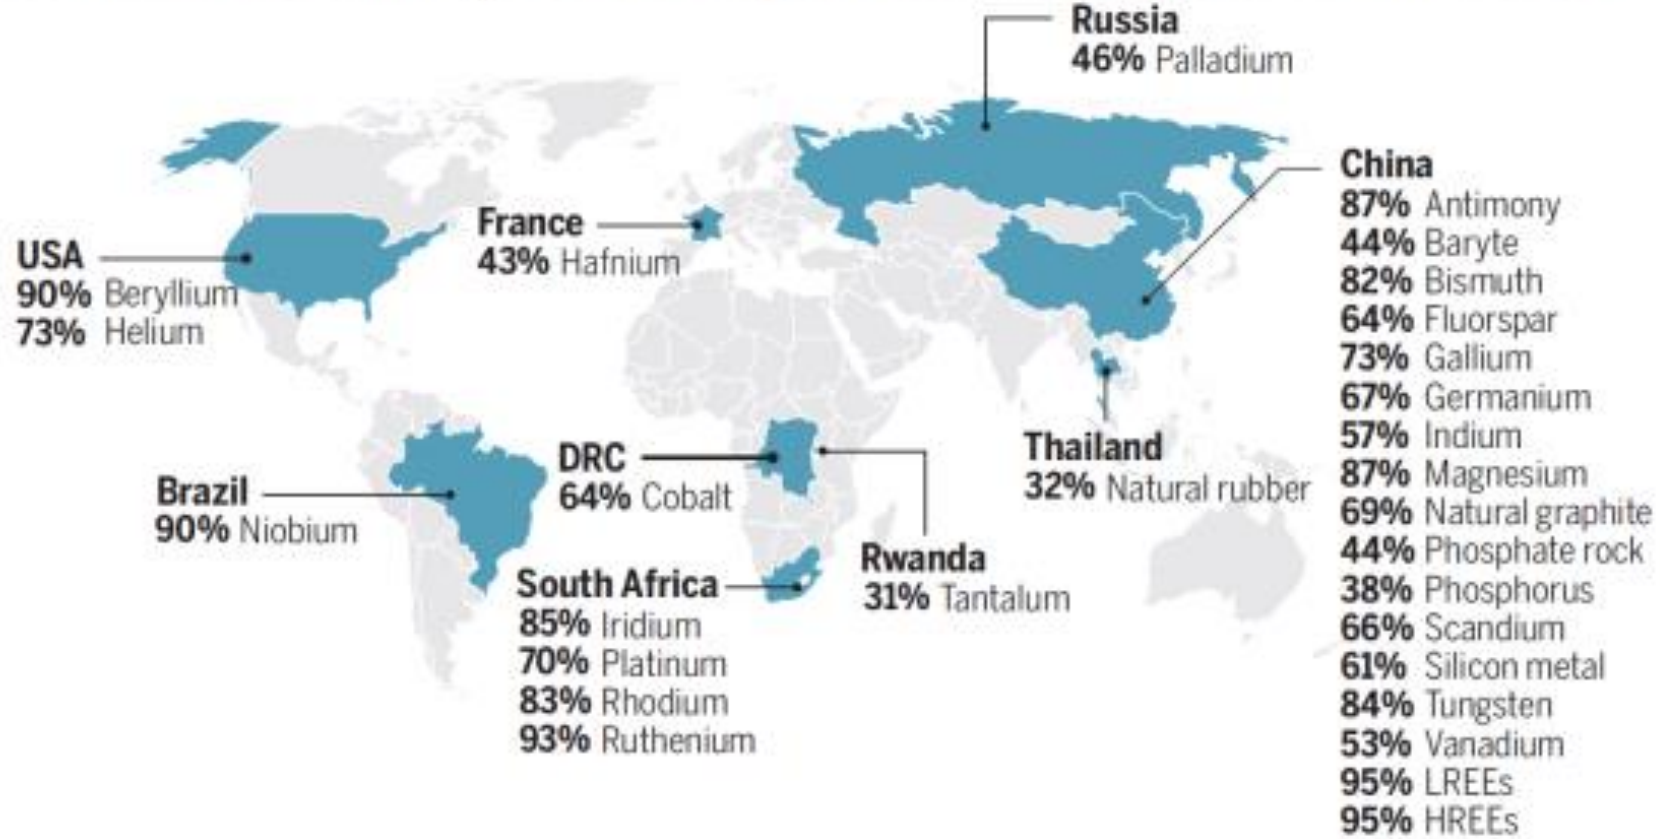 Russia
46% Palladium
China
87% Antimony
44% Baryte
82% Bismuth
64% Fluorspar
73% Gallium
67% Germanium
57% Indium
87% Magnesium
69% Natural graphite
44% Phosphate rock
38% Phosphorus
66% Scandium
61% Silicon metal
84% Tungsten
53% Vanadium
95% LREEs
95% HREEs
France
43% Hafnium
USA
90% Beryllium
73% Helium
Thailand
32% Natural rubber
DRC
64% Cobalt
Brazil
90% Niobium
Rwanda
31% Tantalum
South Africa
85% Iridium
70% Platinum
83% Rhodium
93% Ruthenium